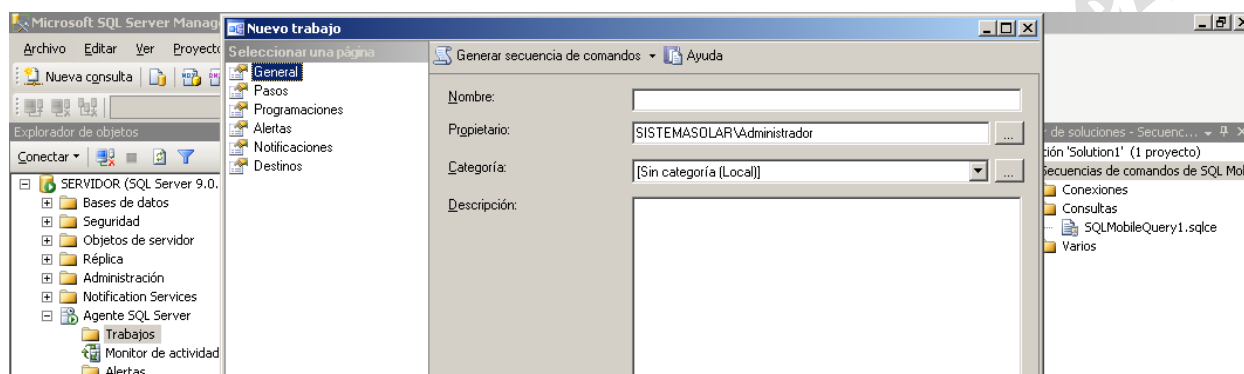 Microsoft SQL Server Manag
Archivo Editar Ver Proyect
Nueva consulta
Explorador de objetos
Conectar
SERVIDOR (SQL Server 9.0.
Bases de datos
Seguridad
Objetos de servidor
Réplica
Administración
Notification Services
Agente SQL Server
Trabajos
Monitor de actividad
Alertas
Nuevo trabajo
Seleccionar una página
General
Pasos
Programaciones
Alertas
Notificaciones
Destinos
Generar secuencia de comandos Ayuda
Nombre:
Propietario: SISTEMASOLAR\Administrador ...
Categoría: [Sin categoría (Local)] ...
Descripción:
de soluciones - Secuenc...
ción 'Solution1' (1 proyecto)
Secuencias de comandos de SQL Mob
Conexiones
Consultas
SQLMobileQuery1.sqlce
Varios